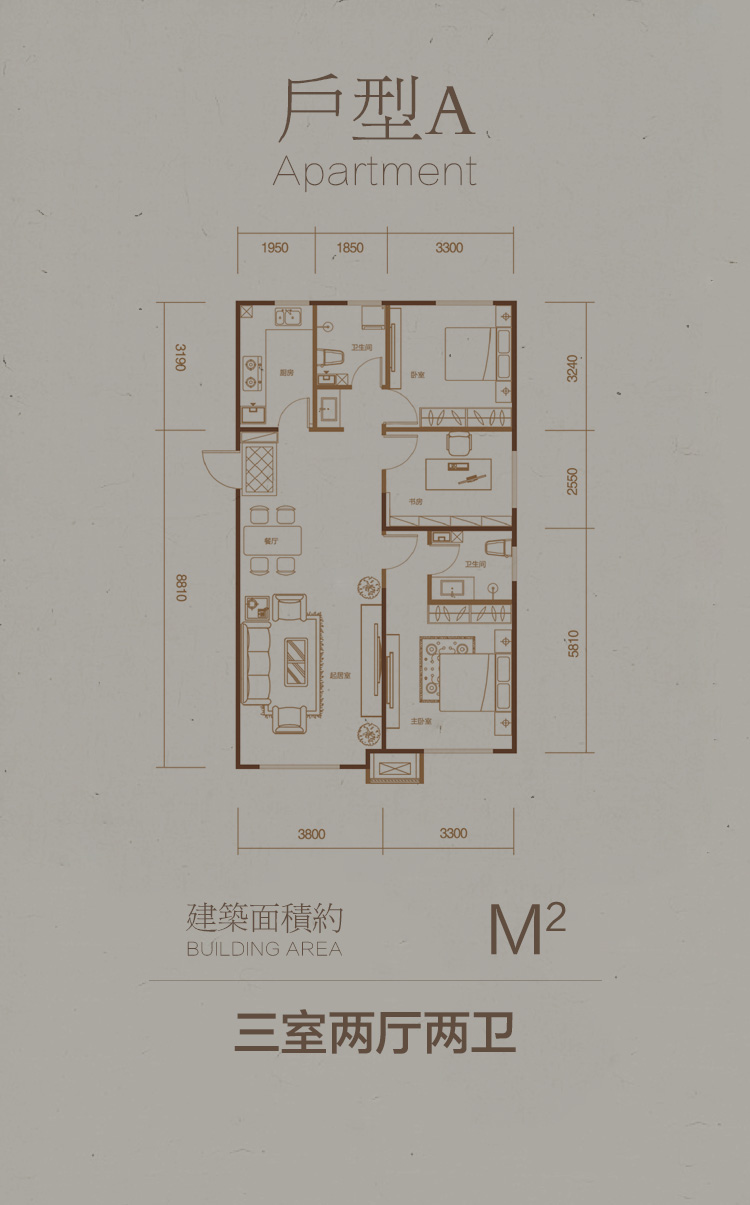 戶型A
Apartment
1950 1850 3300
3190
8810
3240
2550
5810
厨房
卫生间
卧室
书房
餐厅
卫生间
起居室
主卧室
3800 3300
建築面積約
BUILDING AREA
M²
三室两厅两卫